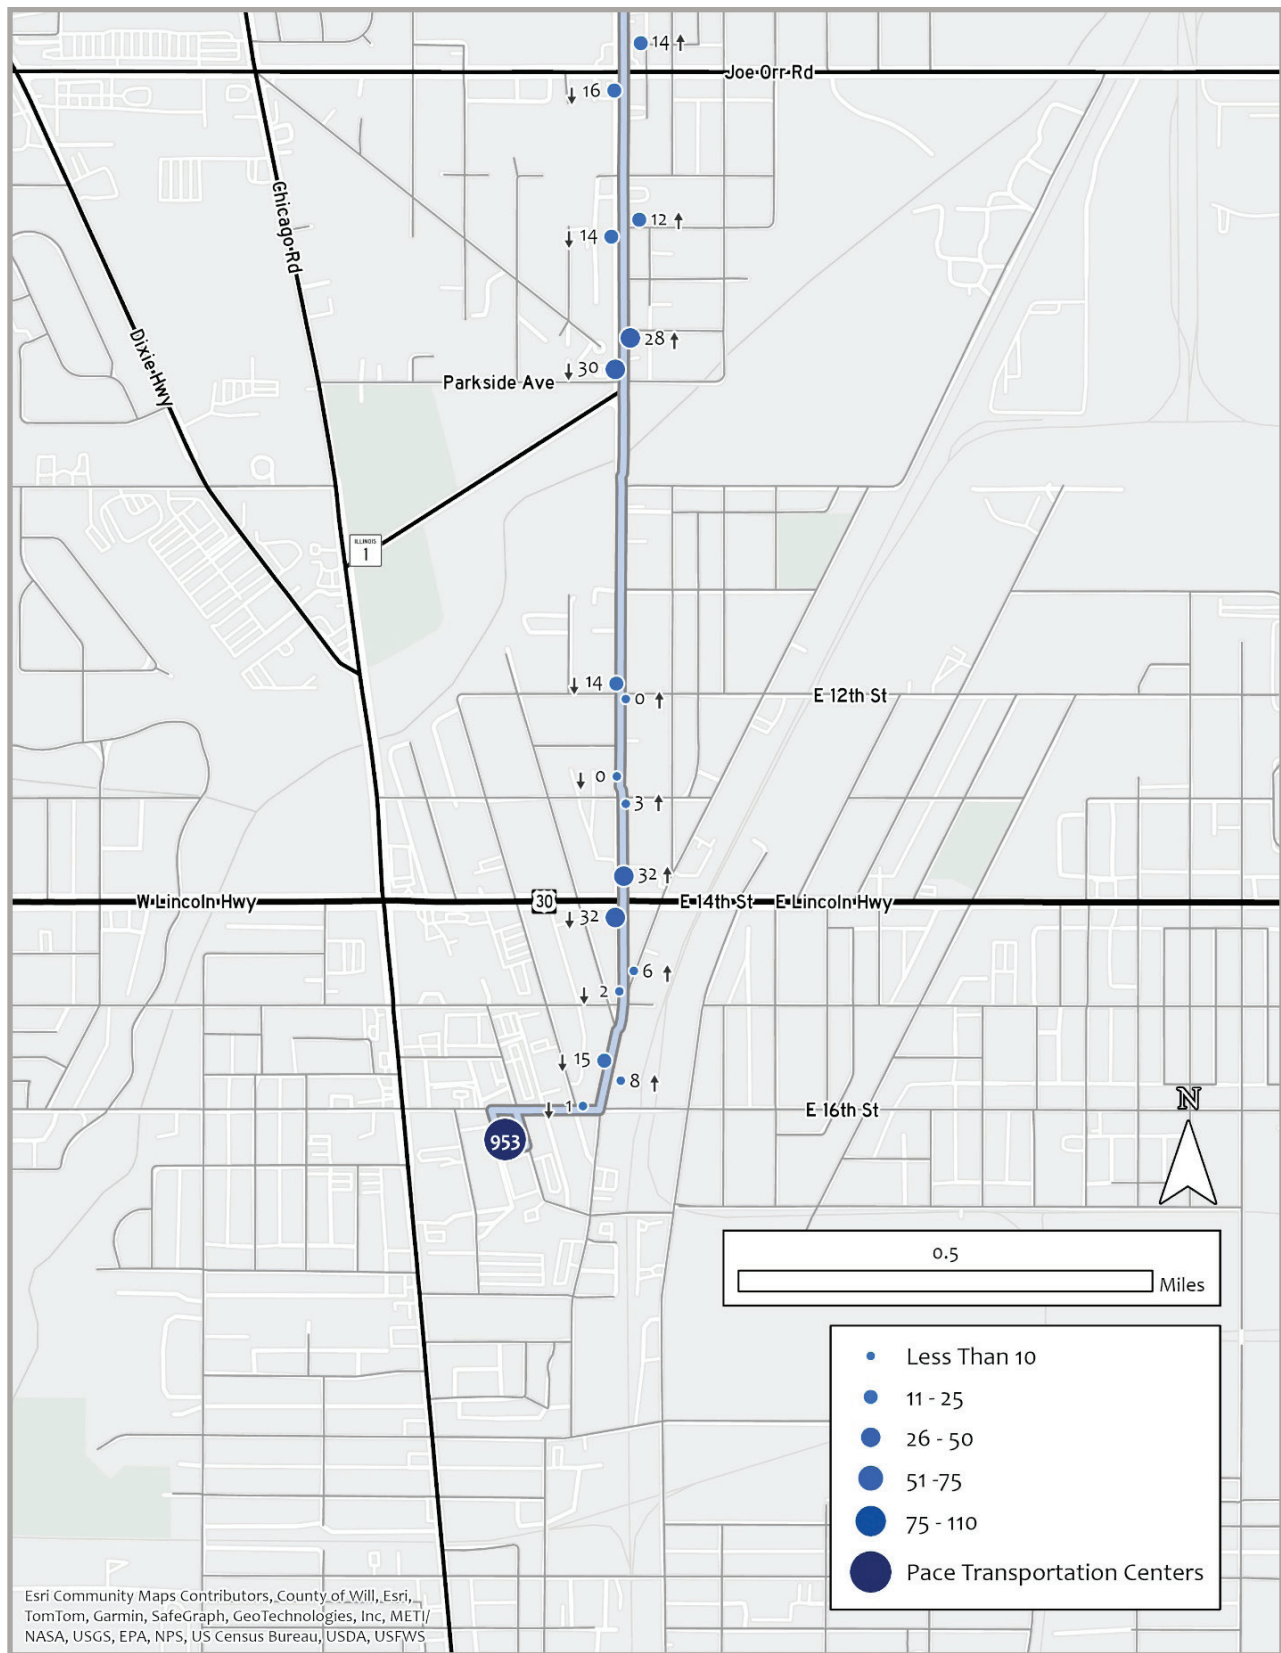 14 ↑
Joe Orr Rd
↓ 16
Chicago Rd
12 ↑
↓ 14
Dixie Hwy
28 ↑
↓ 30
Parkside Ave
ILLINOIS
1
↓ 14
0 ↑
E 12th St
↓ 0
3 ↑
32 ↑
W Lincoln Hwy
30
E 14th St
E Lincoln Hwy
↓ 32
6 ↑
↓ 2
↓ 15
8 ↑
↓ 1
E 16th St
N
953
0.5
Miles
Less Than 10
11 - 25
26 - 50
51 -75
75 - 110
Pace Transportation Centers
Esri Community Maps Contributors, County of Will, Esri,
TomTom, Garmin, SafeGraph, GeoTechnologies, Inc, METI/
NASA, USGS, EPA, NPS, US Census Bureau, USDA, USFWS